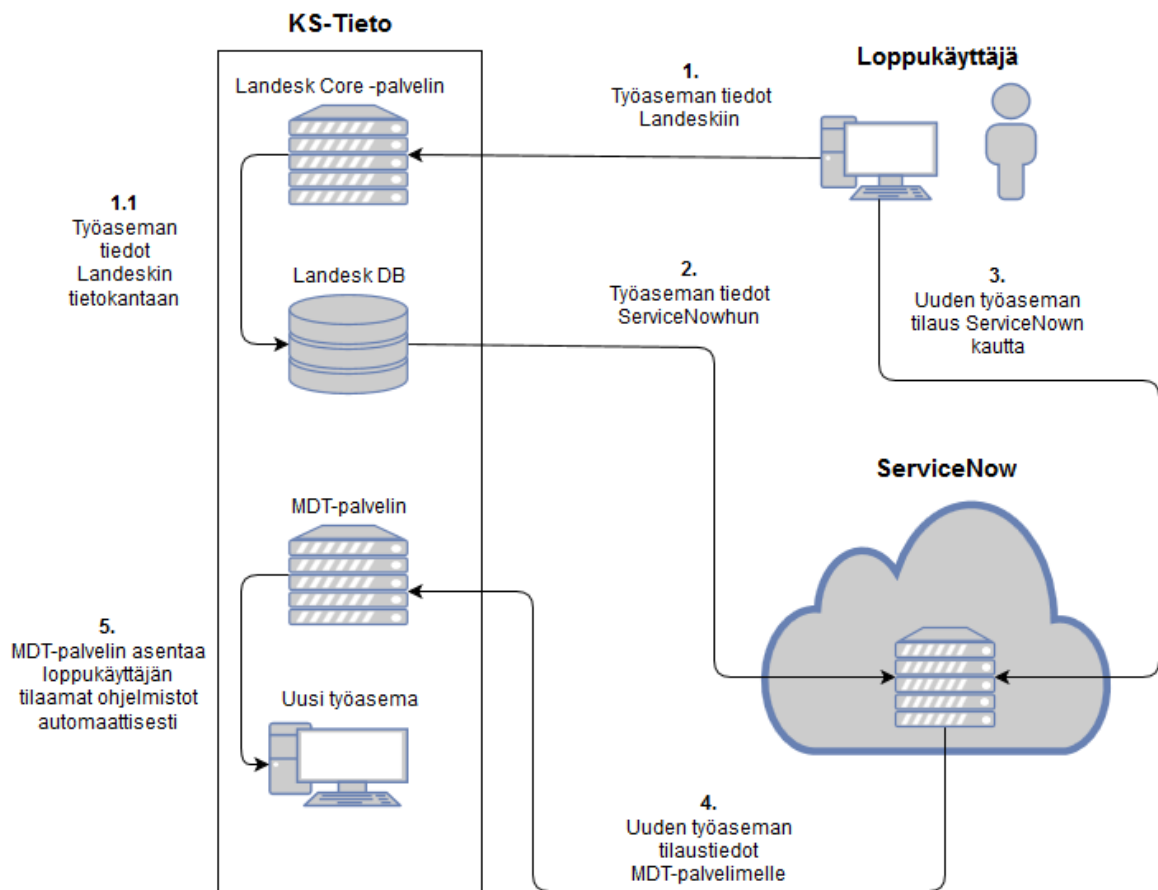 KS-Tieto
Landesk Core -palvelin
Loppukäyttäjä
1.
Työaseman tiedot
Landeskiin
1.1
Työaseman
tiedot
Landeskin
tietokantaan
Landesk DB
2.
Työaseman tiedot
ServiceNowhun
3.
Uuden työaseman
tilaus ServiceNown
kautta
ServiceNow
MDT-palvelin
5.
MDT-palvelin asentaa
loppukäyttäjän
tilaamat ohjelmistot
automaattisesti
Uusi työasema
4.
Uuden työaseman
tilaustiedot
MDT-palvelimelle